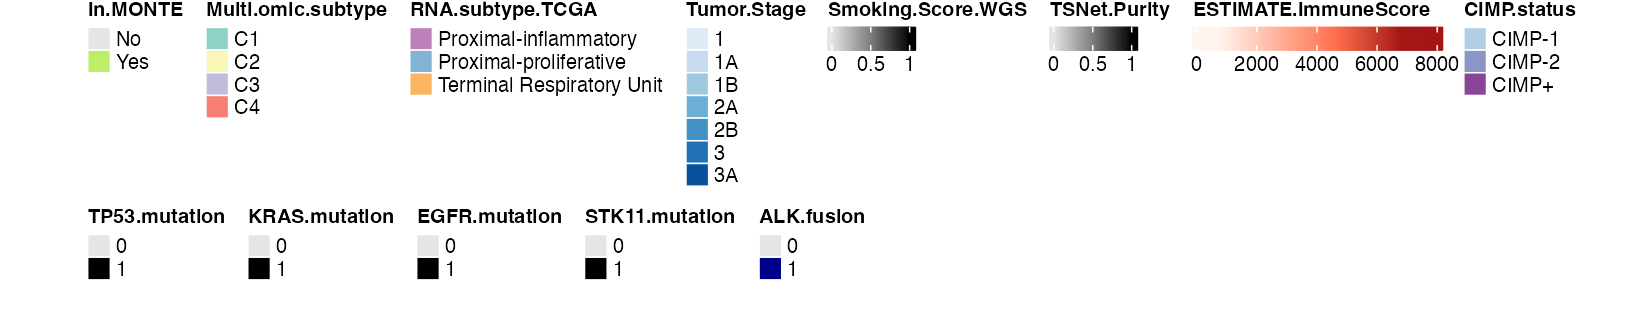 In.MONTE Multi.omic.subtype RNA.subtype.TCGA Tumor.Stage Smoking.Score.WGS TSNet.Purity ESTIMATE.ImmuneScore CIMP.status
No C1 Proximal-inflammatory 1 CIMP-1
Yes C2 Proximal-proliferative 1A 0 0.5 1 0 0.5 1 0 2000 4000 6000 8000 CIMP-2
C3 Terminal Respiratory Unit 1B CIMP+
C4 2A
2B
3
3A
TP53.mutation KRAS.mutation EGFR.mutation STK11.mutation ALK.fusion
0 0 0 0 0
1 1 1 1 1